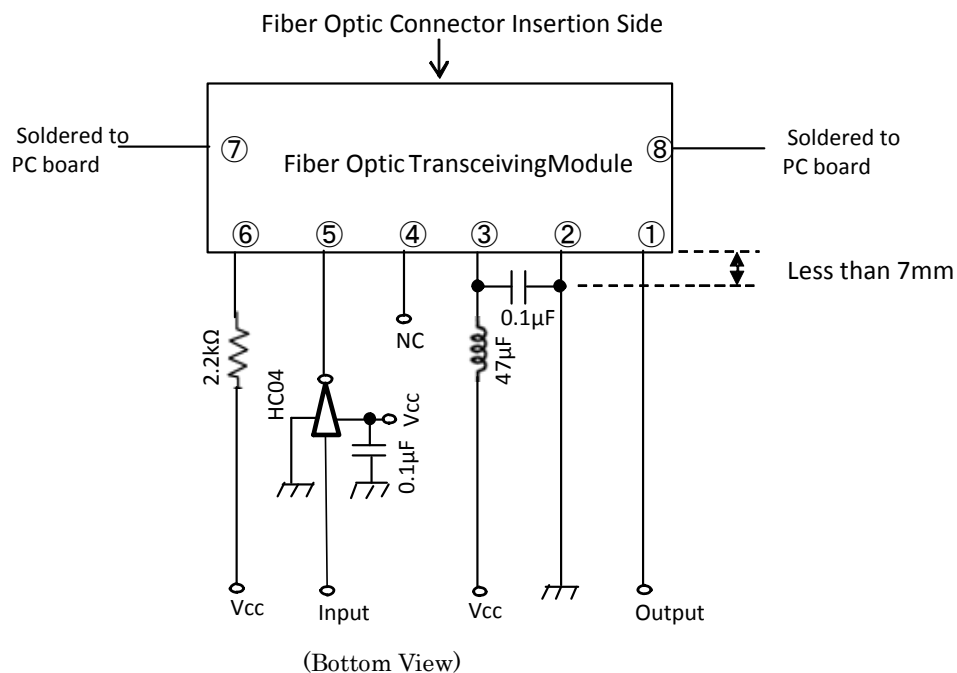 Fiber Optic Connector Insertion Side
Soldered to
PC board
⑦
Fiber Optic TransceivingModule
⑧
Soldered to
PC board
⑥ ⑤ ④ ③ ② ①
Less than 7mm
0.1μF
NC
2.2kΩ
47μF
HC04
Vcc
0.1μF
Vcc
Input
Vcc
Output
(Bottom View)